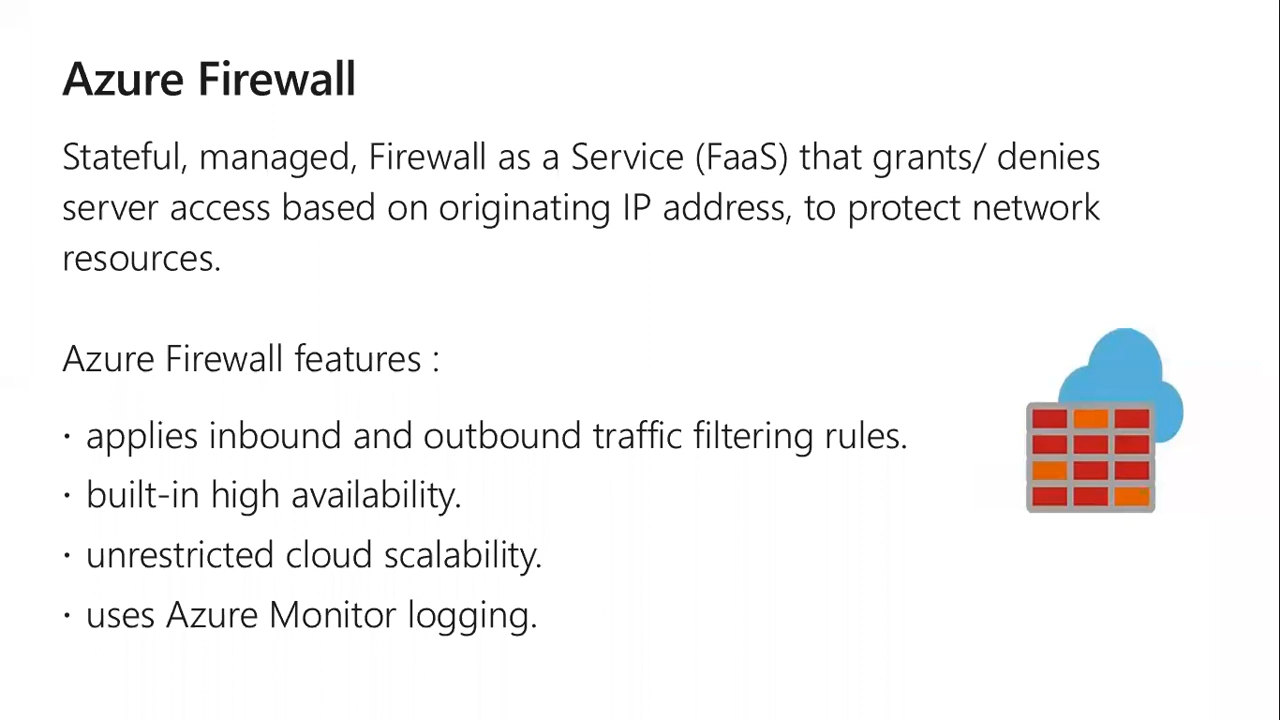 Azure Firewall
Stateful, managed, Firewall as a Service (FaaS) that grants/ denies
server access based on originating IP address, to protect network
resources.
Azure Firewall features :
· applies inbound and outbound traffic filtering rules.
· built-in high availability.
· unrestricted cloud scalability.
· uses Azure Monitor logging.